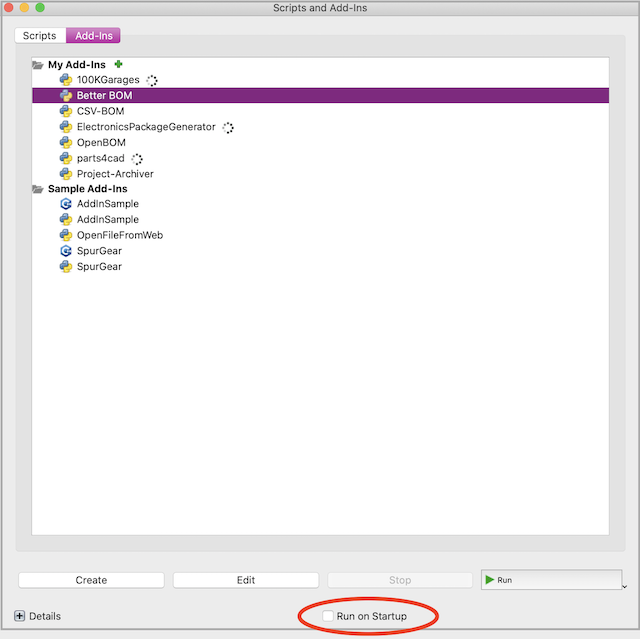 Scripts and Add-Ins
Scripts Add-Ins
My Add-Ins
100KGarages
Better BOM
CSV-BOM
ElectronicsPackageGenerator
OpenBOM
parts4cad
Project-Archiver
Sample Add-Ins
AddInSample
AddInSample
OpenFileFromWeb
SpurGear
SpurGear
Create Edit Stop Run
Details Run on Startup